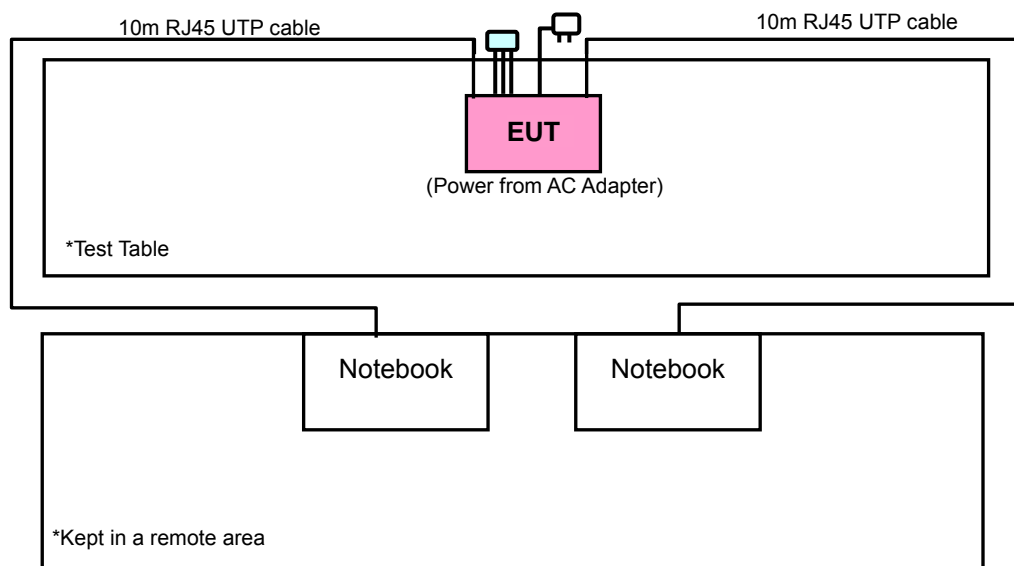 10m RJ45 UTP cable
10m RJ45 UTP cable
EUT
(Power from AC Adapter)
*Test Table
Notebook
Notebook
*Kept in a remote area